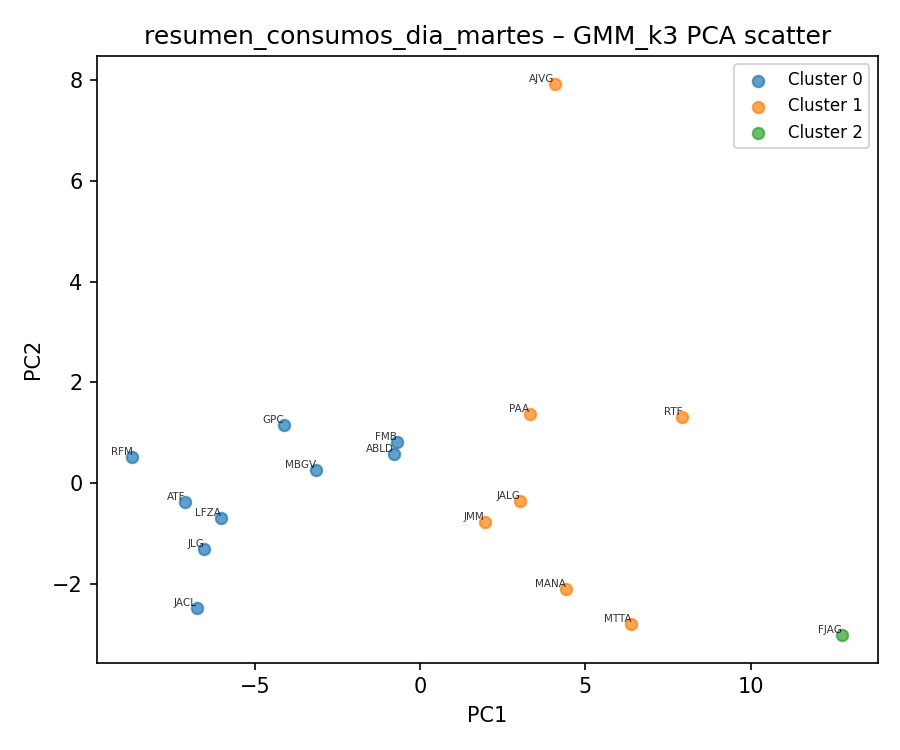 resumen_consumos_dia_martes – GMM_k3 PCA scatter
Cluster 0
Cluster 1
Cluster 2
PC2
8
6
4
2
0
−2
AJVG
PAA
RTF
GPC
FMB
ABLD
RFM
MBGV
ATF
JALG
LFZA
JMM
JLG
MANA
JACL
MTTA
FJAG
−5
0
5
10
PC1